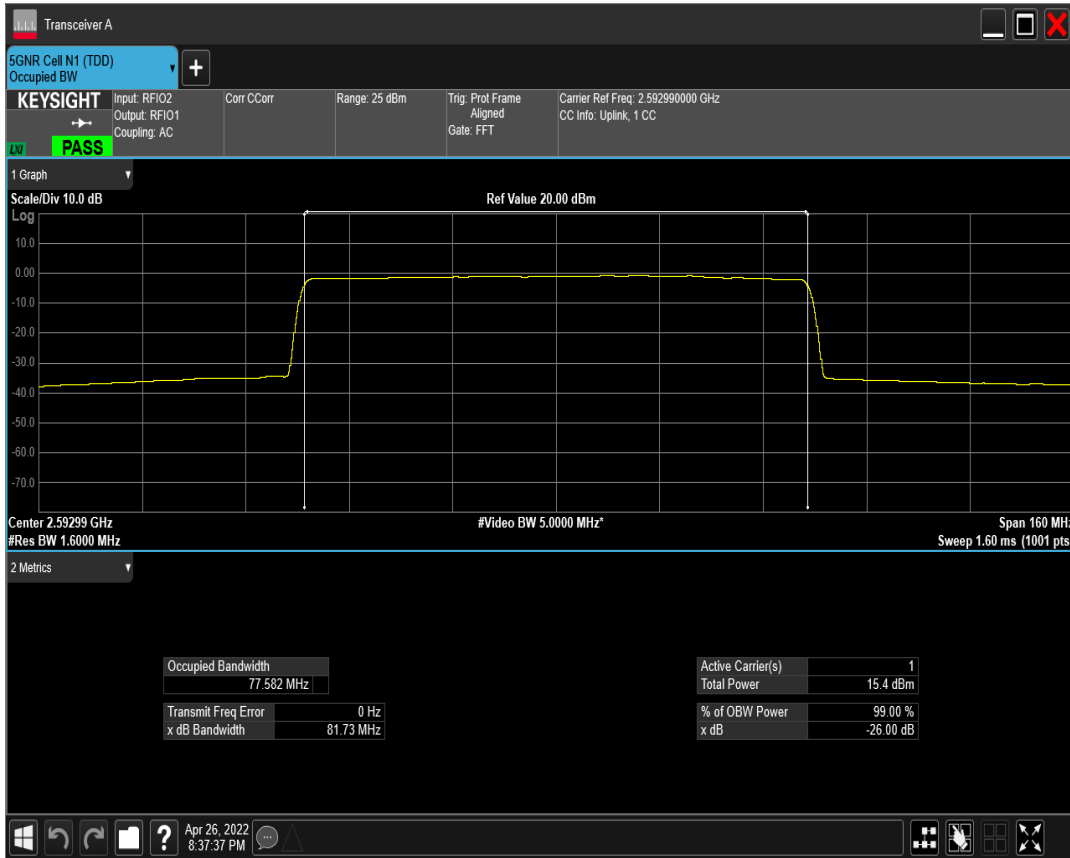 Transceiver A
5GNR Cell N1 (TDD)
Occupied BW
+
KEYSIGHT
LXI
PASS
Input: RFIO2
Output: RFIO1
Coupling: AC
Corr CCorr
Range: 25 dBm
Trig: Prot Frame
Aligned
Gate: FFT
Carrier Ref Freq: 2.592990000 GHz
CC Info: Uplink, 1 CC
1 Graph
Scale/Div 10.0 dB
Ref Value 20.00 dBm
Log
10.0
0.00
-10.0
-20.0
-30.0
-40.0
-50.0
-60.0
-70.0
Center 2.59299 GHz
#Video BW 5.0000 MHz*
Span 160 MHz
#Res BW 1.6000 MHz
Sweep 1.60 ms (1001 pts
2 Metrics
Occupied Bandwidth
77.582 MHz
Transmit Freq Error 0 Hz
x dB Bandwidth 81.73 MHz
Active Carrier(s) 1
Total Power 15.4 dBm
% of OBW Power 99.00 %
x dB -26.00 dB
?
Apr 26, 2022
8:37:37 PM